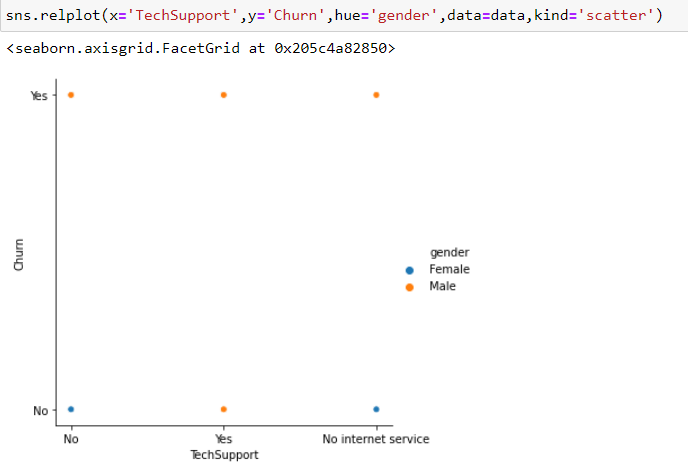 sns.relplot(x='TechSupport',y='Churn',hue='gender',data=data,kind='scatter')
<seaborn.axisgrid.FacetGrid at 0x205c4a82850>
Yes
Churn
gender
Female
Male
No
No Yes No internet service
TechSupport